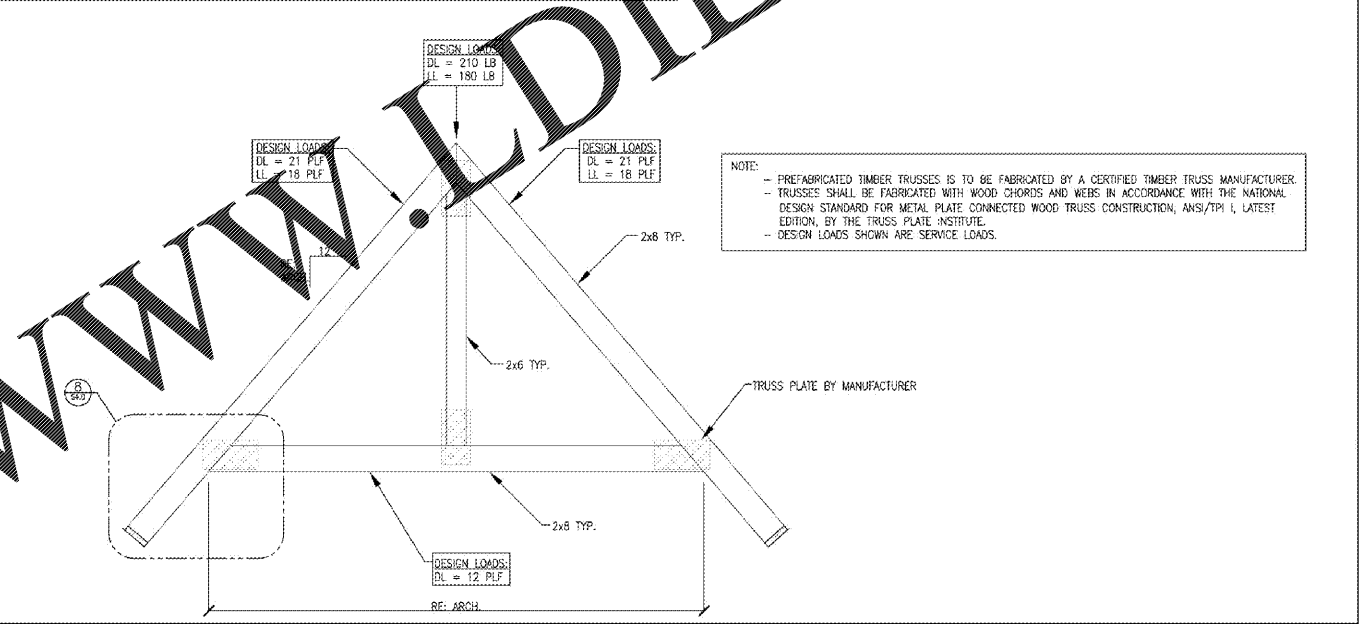 WWW.LDIL
DESIGN LOADS:
DL = 210 LB
LL = 180 LB
DESIGN LOADS:
DL = 21 PLF
LL = 18 PLF
DESIGN LOADS:
DL = 21 PLF
LL = 18 PLF
NOTE:
- PREFABRICATED TIMBER TRUSSES IS TO BE FABRICATED BY A CERTIFIED TIMBER TRUSS MANUFACTURER.
- TRUSSES SHALL BE FABRICATED WITH WOOD CHORDS AND WEBS IN ACCORDANCE WITH THE NATIONAL
DESIGN STANDARD FOR METAL PLATE CONNECTED WOOD TRUSS CONSTRUCTION, ANSI/TPI 1, LATEST
EDITION, BY THE TRUSS PLATE INSTITUTE.
- DESIGN LOADS SHOWN ARE SERVICE LOADS.
2x8 TYP.
12
2x6 TYP.
8
S4.0
TRUSS PLATE BY MANUFACTURER
2x8 TYP.
DESIGN LOADS:
DL = 12 PLF
RE: ARCH.